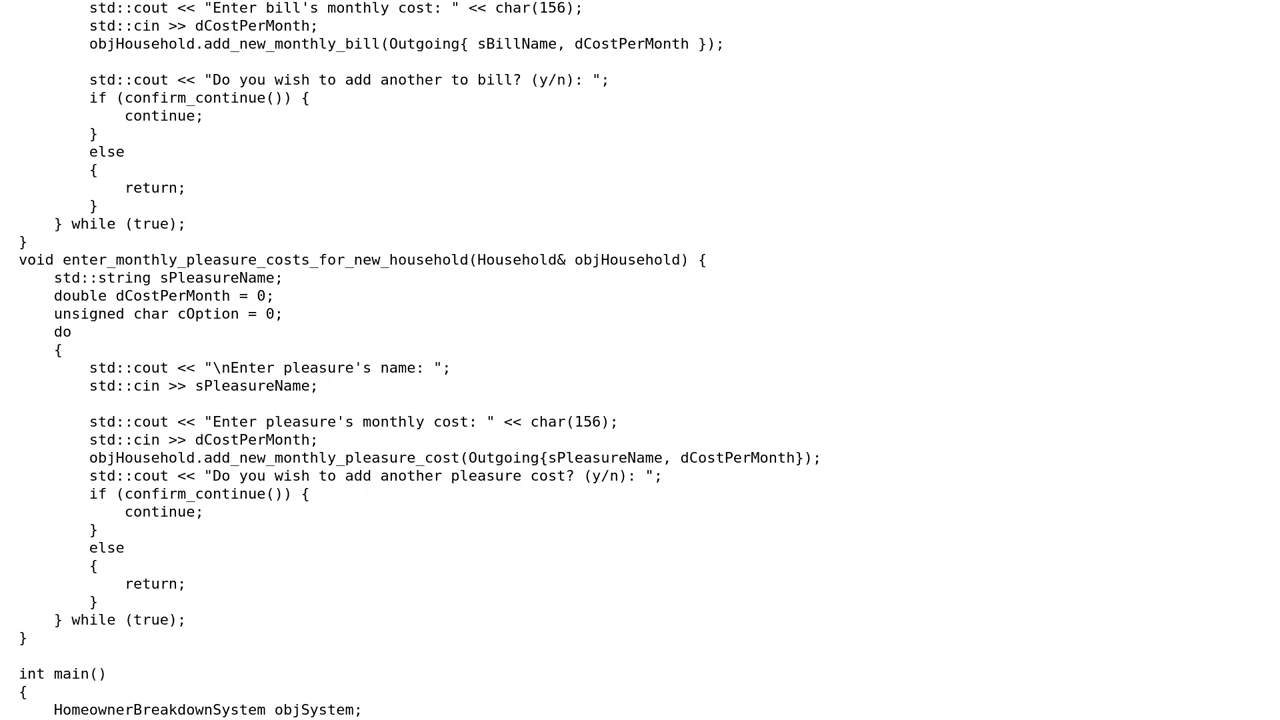 std::cout << "Enter bill's monthly cost: " << char(156);
std::cin >> dCostPerMonth;
objHousehold.add_new_monthly_bill(Outgoing{ sBillName, dCostPerMonth });
std::cout << "Do you wish to add another to bill? (y/n): ";
if (confirm_continue()) {
continue;
}
else
{
return;
}
} while (true);
}
void enter_monthly_pleasure_costs_for_new_household(Household& objHousehold) {
std::string sPleasureName;
double dCostPerMonth = 0;
unsigned char cOption = 0;
do
{
std::cout << "\nEnter pleasure's name: ";
std::cin >> sPleasureName;
std::cout << "Enter pleasure's monthly cost: " << char(156);
std::cin >> dCostPerMonth;
objHousehold.add_new_monthly_pleasure_cost(Outgoing{sPleasureName, dCostPerMonth});
std::cout << "Do you wish to add another pleasure cost? (y/n): ";
if (confirm_continue()) {
continue;
}
else
{
return;
}
} while (true);
}
int main()
{
HomeownerBreakdownSystem objSystem;